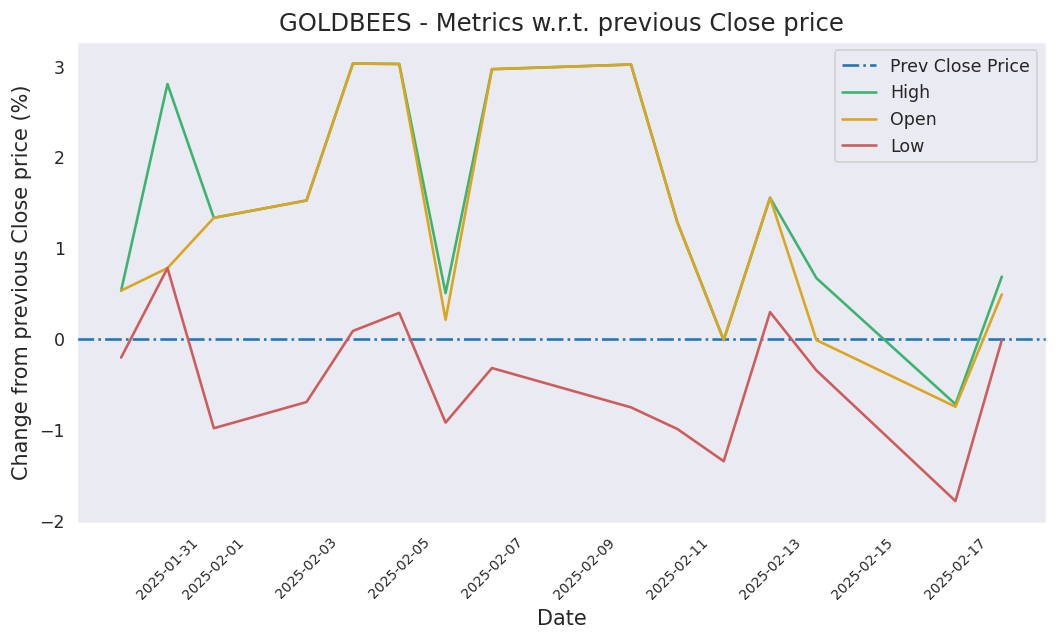 GOLDBEES - Metrics w.r.t. previous Close price
Change from previous Close price (%)
3
2
1
0
−1
−2
Prev Close Price
High
Open
Low
2025-01-31
2025-02-01
2025-02-03
2025-02-05
2025-02-07
2025-02-09
2025-02-11
2025-02-13
2025-02-15
2025-02-17
Date